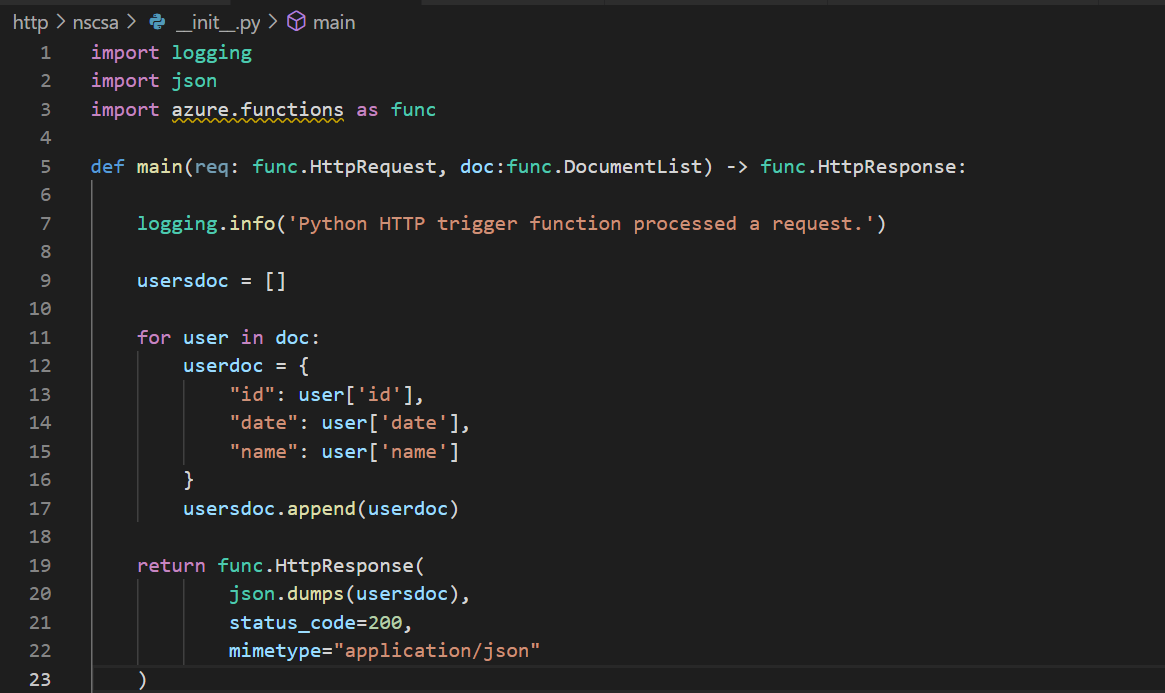 http > nscsa > __init__.py > main
1 import logging
2 import json
3 import azure.functions as func
4
5 def main(req: func.HttpRequest, doc:func.DocumentList) -> func.HttpResponse:
6
7     logging.info('Python HTTP trigger function processed a request.')
8
9     usersdoc = []
10
11     for user in doc:
12         userdoc = {
13             "id": user['id'],
14             "date": user['date'],
15             "name": user['name']
16         }
17         usersdoc.append(userdoc)
18
19     return func.HttpResponse(
20             json.dumps(usersdoc),
21             status_code=200,
22             mimetype="application/json"
23     )